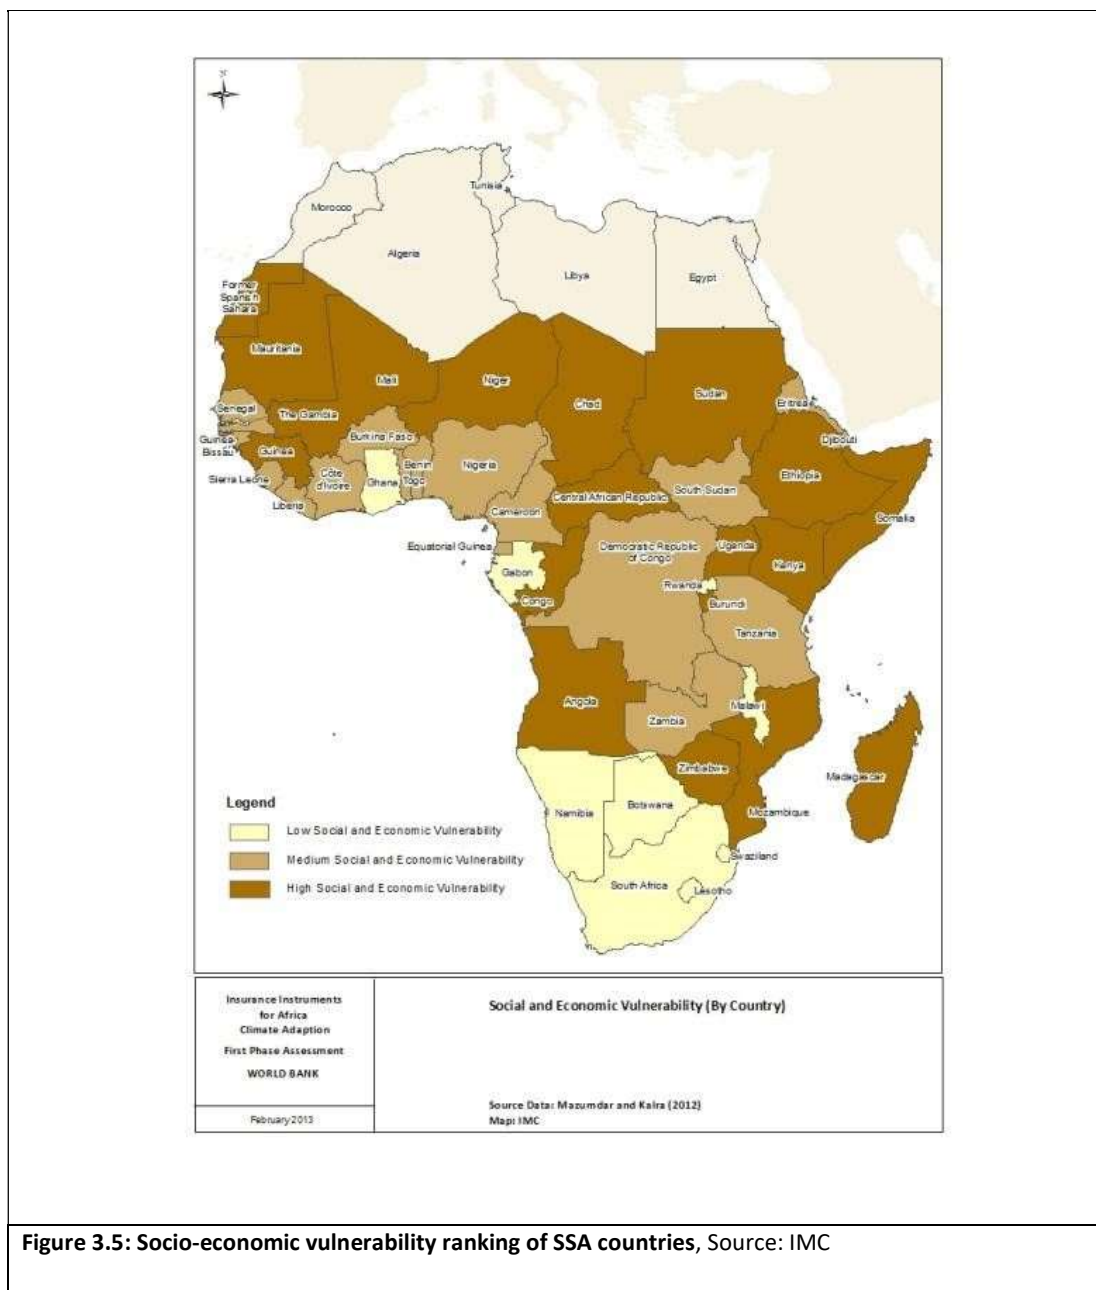 N
Tunisia
Morocco
Algeria
Libya
Egypt
Former
Spanish
Sahara
Mauritania
Mali
Niger
Chad
Sudan
Eritrea
Senegal
The Gambia
Burkina Faso
Djibouti
Guinea
Bissau
Guinea
Benin
Nigeria
Ethiopia
Sierra Leone
Côte
d'Ivoire
Ghana
Togo
South Sudan
Liberia
Cameroon
Central African Republic
Somalia
Equatorial Guinea
Democratic Republic
of Congo
Uganda
Kenya
Gabon
Rwanda
Congo
Burundi
Tanzania
Angola
Malawi
Zambia
Zimbabwe
Madagascar
Namibia
Botswana
Mozambique
Swaziland
South Africa
Lesotho
Legend
Low Social and Economic Vulnerability
Medium Social and Economic Vulnerability
High Social and Economic Vulnerability
Insurance Instruments
for Africa
Climate Adaption
First Phase Assessment
WORLD BANK
February 2013
Social and Economic Vulnerability (By Country)
Source Data: Mazumdar and Kalra (2012)
Map: IMC
Figure 3.5: Socio-economic vulnerability ranking of SSA countries, Source: IMC